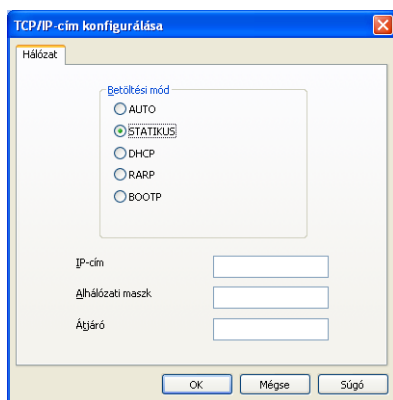 TCP/IP-cím konfigurálása
Hálózat
Betöltési mód
AUTO
STATIKUS
DHCP
RARP
BOOTP
IP-cím
Alhálózati maszk
Átjáró
OK Mégse Súgó